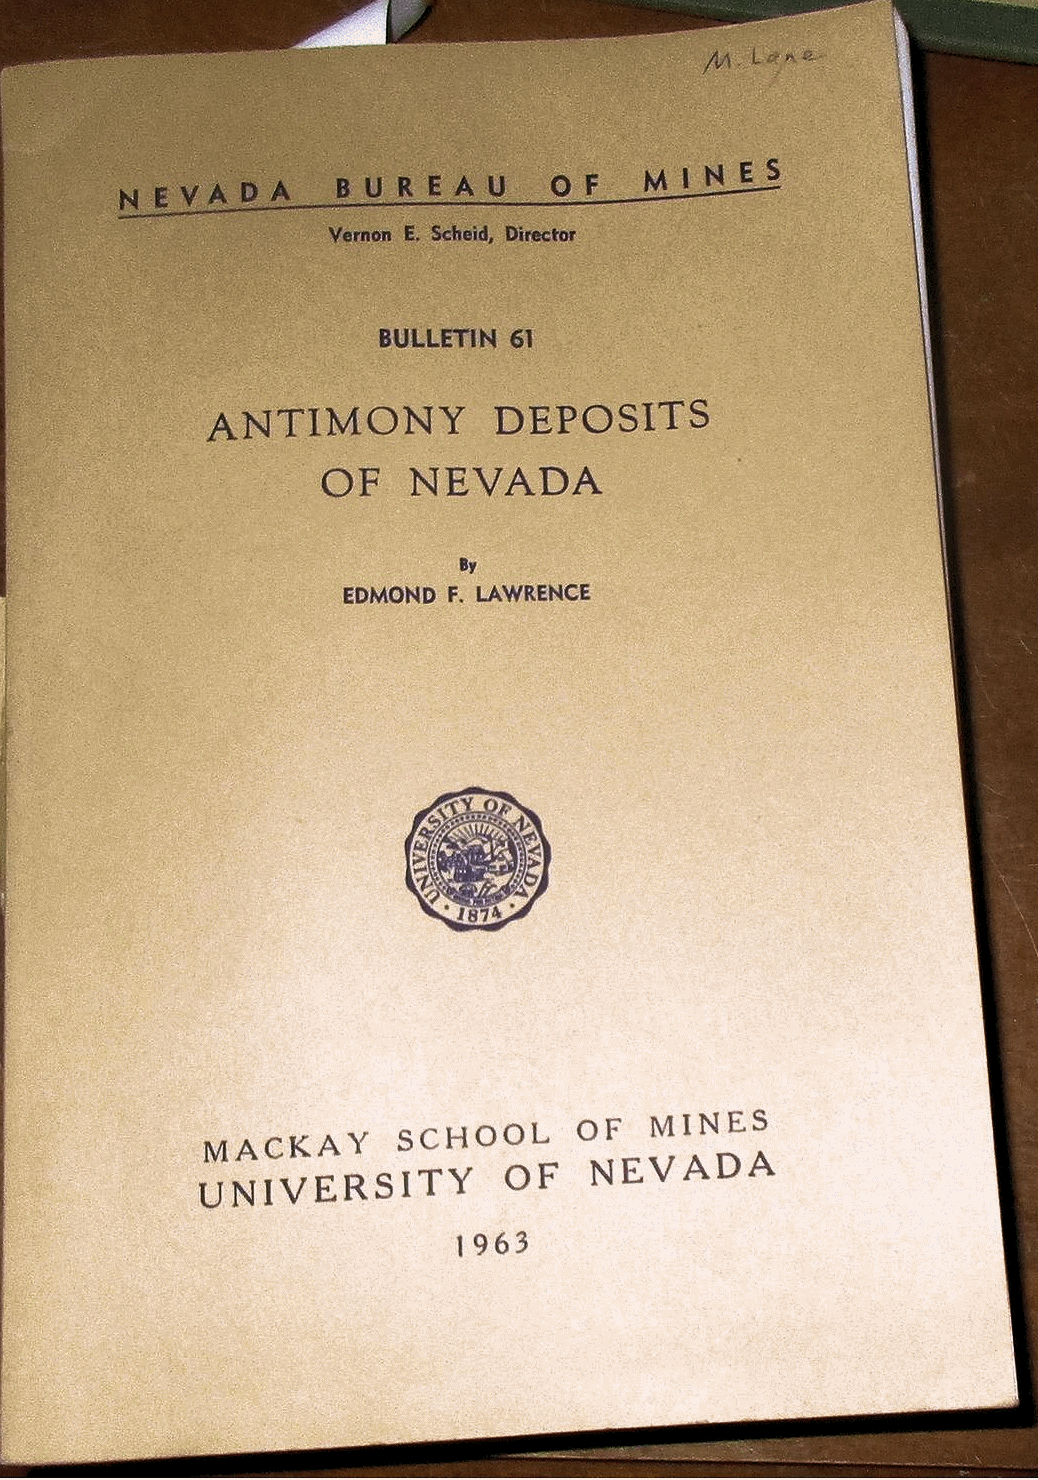 M. Lane
NEVADA BUREAU OF MINES
Vernon E. Scheid, Director
BULLETIN 61
ANTIMONY DEPOSITS
OF NEVADA
By
EDMOND F. LAWRENCE
UNIVERSITY OF NEVADA
· 1874 ·
MACKAY SCHOOL OF MINES
UNIVERSITY OF NEVADA
1963